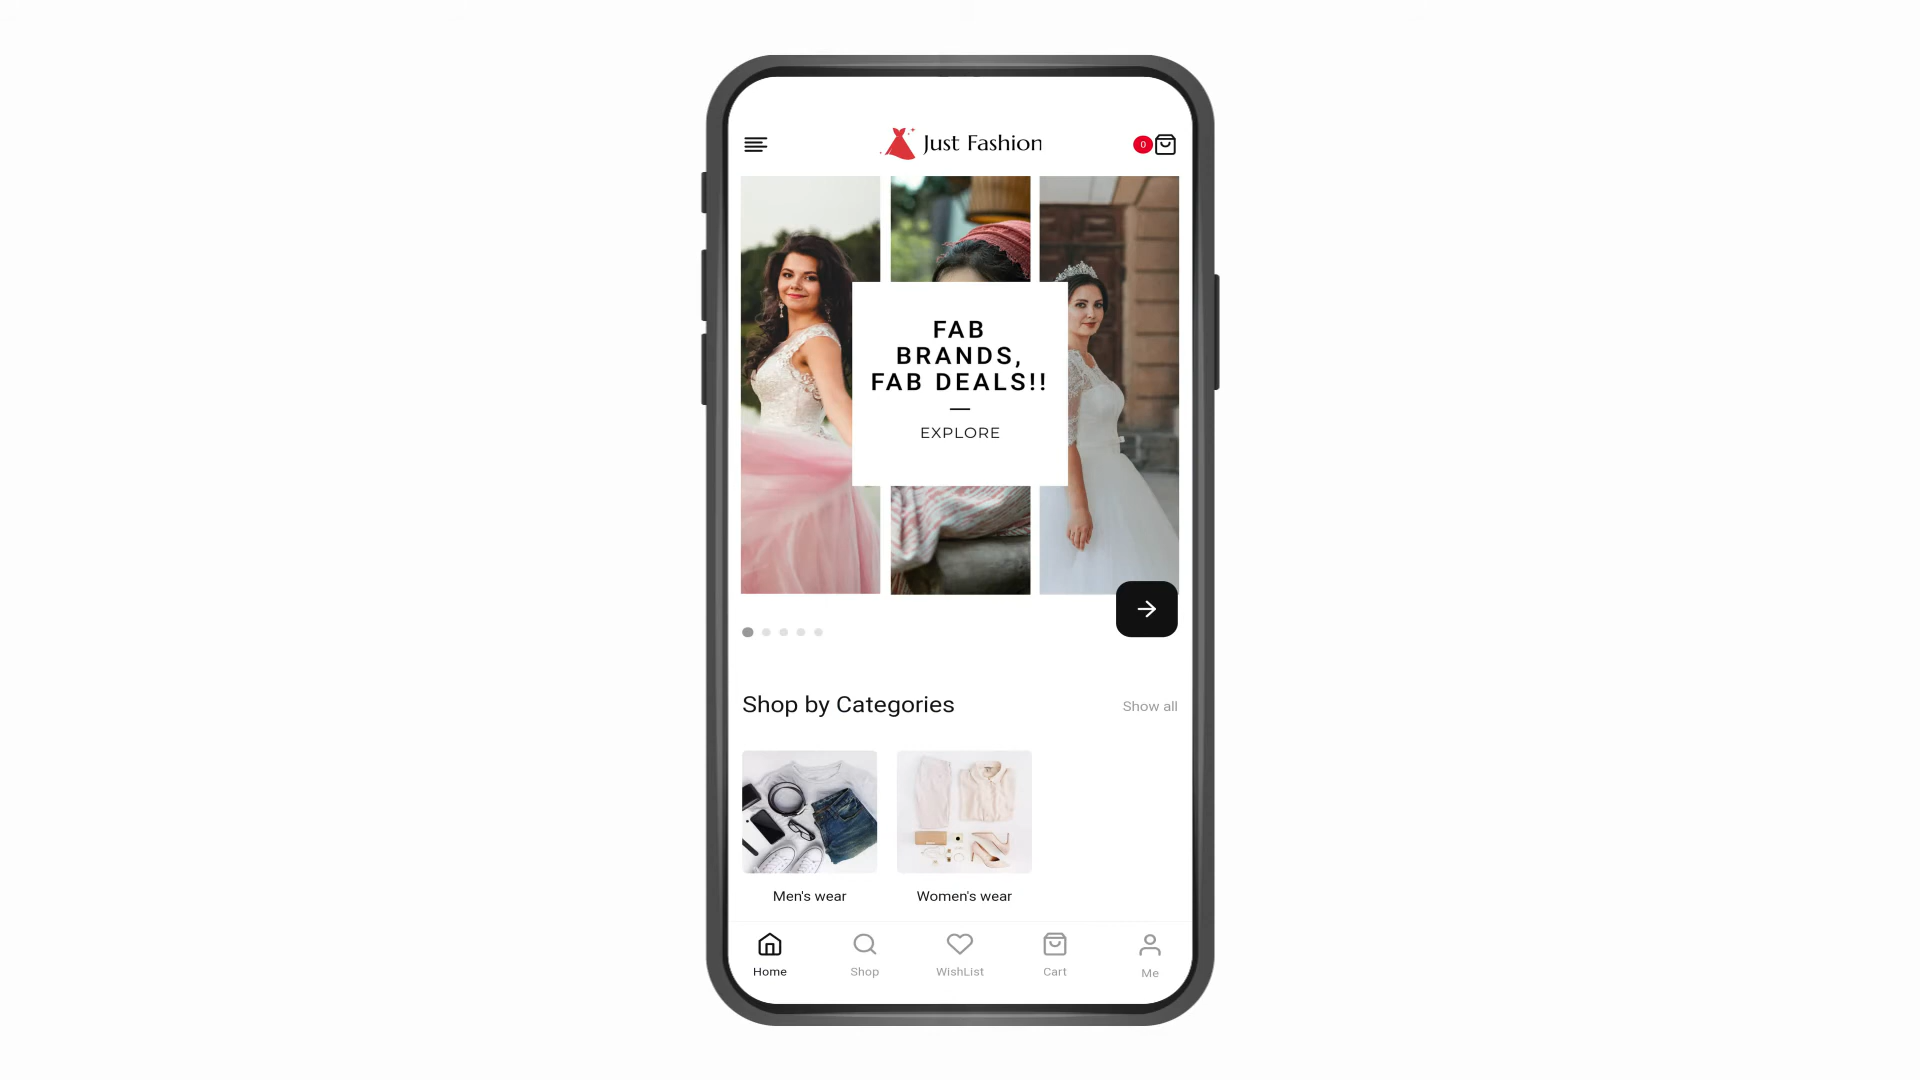 Just Fashion
0
FAB
BRANDS,
FAB DEALS!!
EXPLORE
Shop by Categories
Show all
Men's wear
Women's wear
Home
Shop
WishList
Cart
Me